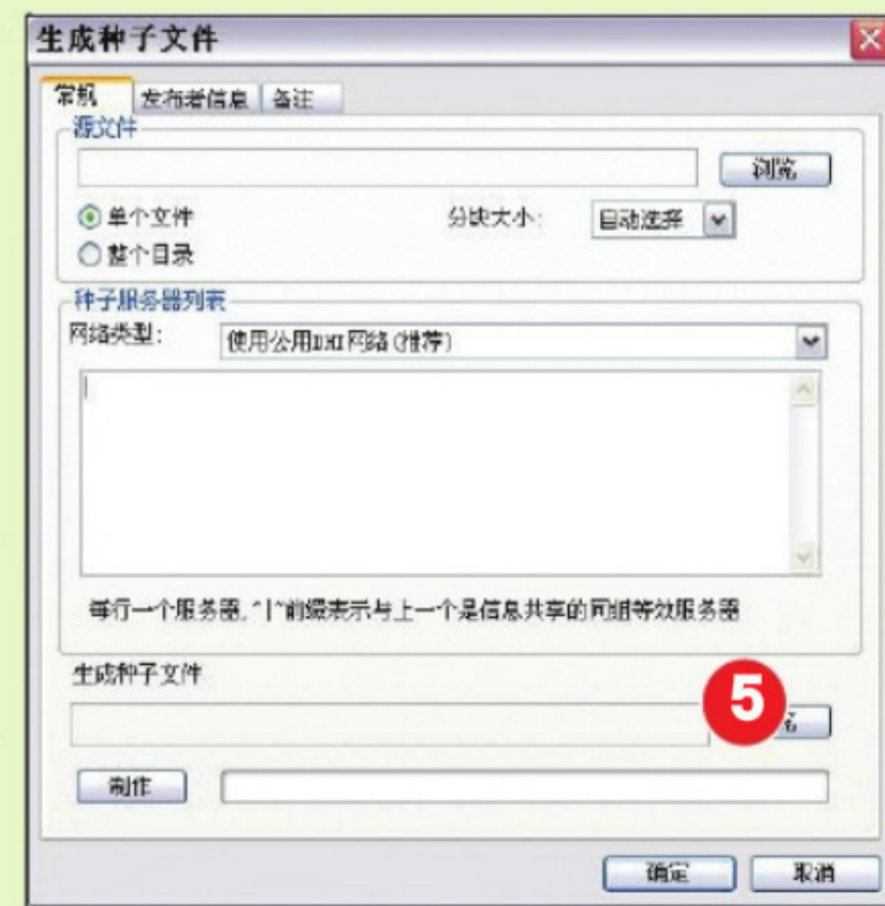 生成种子文件
常规 发布者信息 备注
源文件
浏览
单个文件 分块大小: 自动选择
整个目录
种子服务器列表
网络类型: 使用公用DHT网络(推荐)
每行一个服务器,"|"前缀表示与上一个是信息共享的同组等效服务器
生成种子文件
5
制作
确定 取消